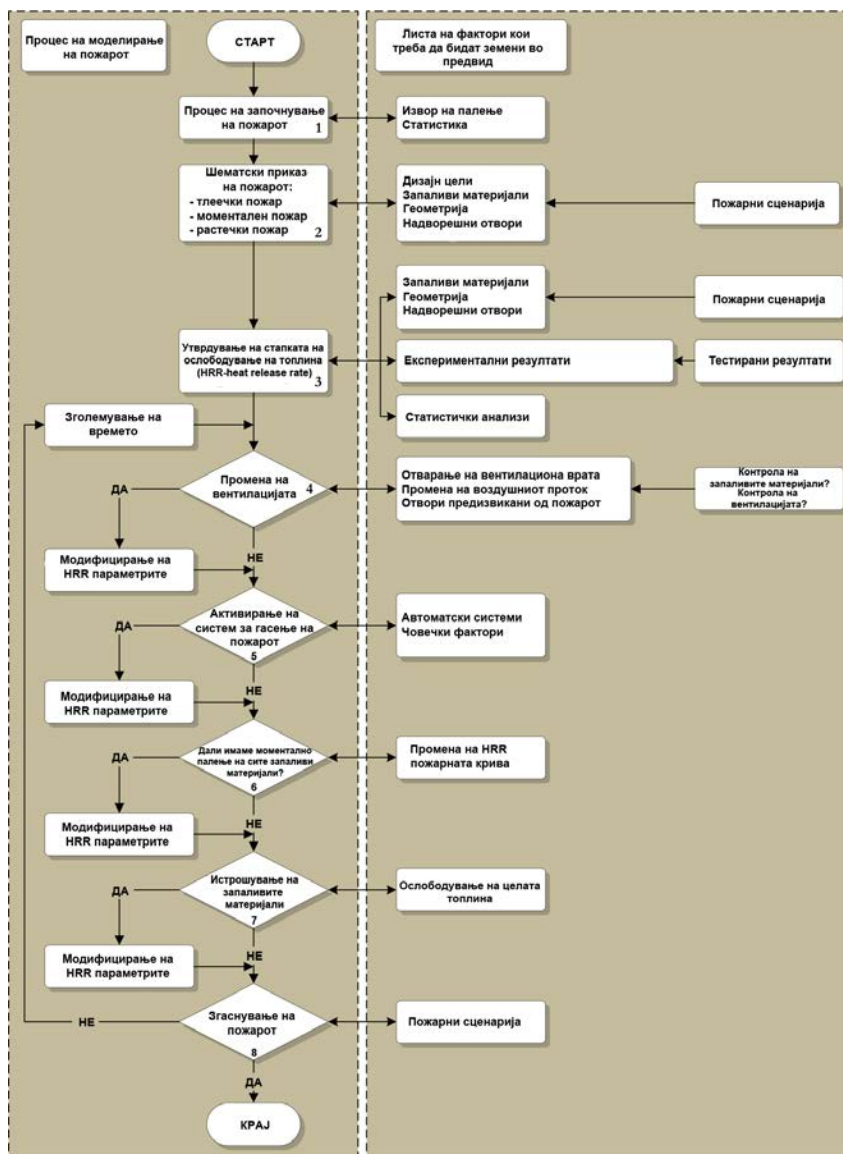 Процес на моделирање
на пожарот
СТАРТ
Листа на фактори кои
треба да бидат земени во
предвид
Процес на започнување
на пожарот
1
Извор на палење
Статистика
Шематски приказ
на пожарот:
- тлеечки пожар
- моментален пожар
- растечки пожар
2
Дизајн цели
Запаливи материјали
Геометрија
Надворешни отвори
Пожарни сценарија
Запаливи материјали
Геометрија
Надворешни отвори
Пожарни сценарија
Утврдување на стапката на
ослободување на топлина
(HRR-heat release rate)
3
Експериментални резултати
Тестирани резултати
Статистички анализи
Зголемување на
времето
Промена на
вентилацијата
4
ДА
НЕ
Отварање на вентилациона врата
Промена на воздушниот проток
Отвори предизвикани од пожарот
Контрола на
запаливите материјали?
Контрола на
вентилацијата?
Модифицирање на
HRR параметрите
Активирање на
систем за гасење на
пожарот
5
ДА
НЕ
Автоматски системи
Човечки фактори
Модифицирање на
HRR параметрите
Дали имаме моментално
палење на сите запаливи
материјали?
6
ДА
НЕ
Промена на HRR
пожарната крива
Модифицирање на
HRR параметрите
Истрошување на
запаливите
материјали
7
ДА
НЕ
Ослободување на целата
топлина
Модифицирање на
HRR параметрите
Згаснување на
пожарот
8
НЕ
ДА
Пожарни сценарија
КРАЈ